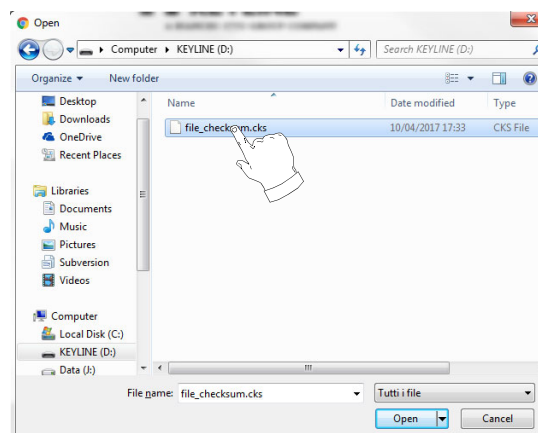 Open
Computer KEYLINE (D:)
Search KEYLINE (D:)
Organize New folder
Name Date modified Type
file_checksum.cks 10/04/2017 17:33 CKS File
Desktop
Downloads
OneDrive
Recent Places
Libraries
Documents
Music
Pictures
Subversion
Videos
Computer
Local Disk (C:)
KEYLINE (D:)
Data (J:)
File name: file_checksum.cks Tutti i file
Open Cancel